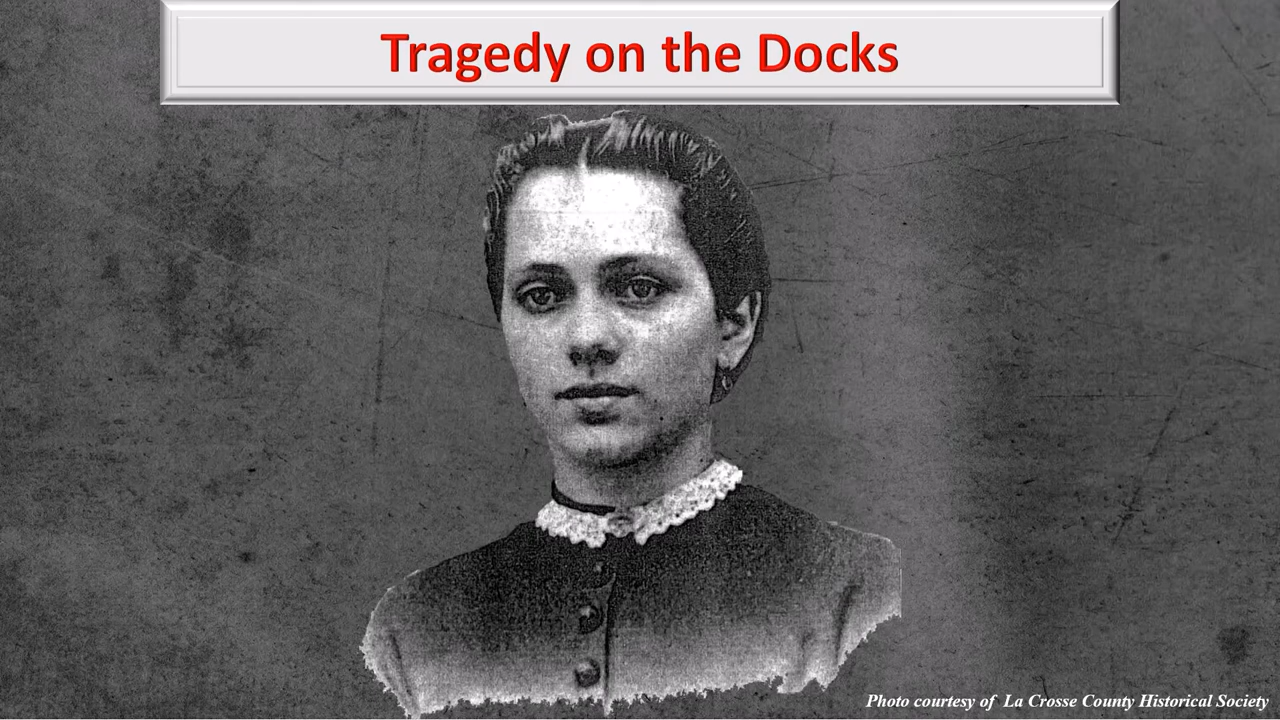 Tragedy on the Docks
Photo courtesy of La Crosse County Historical Society